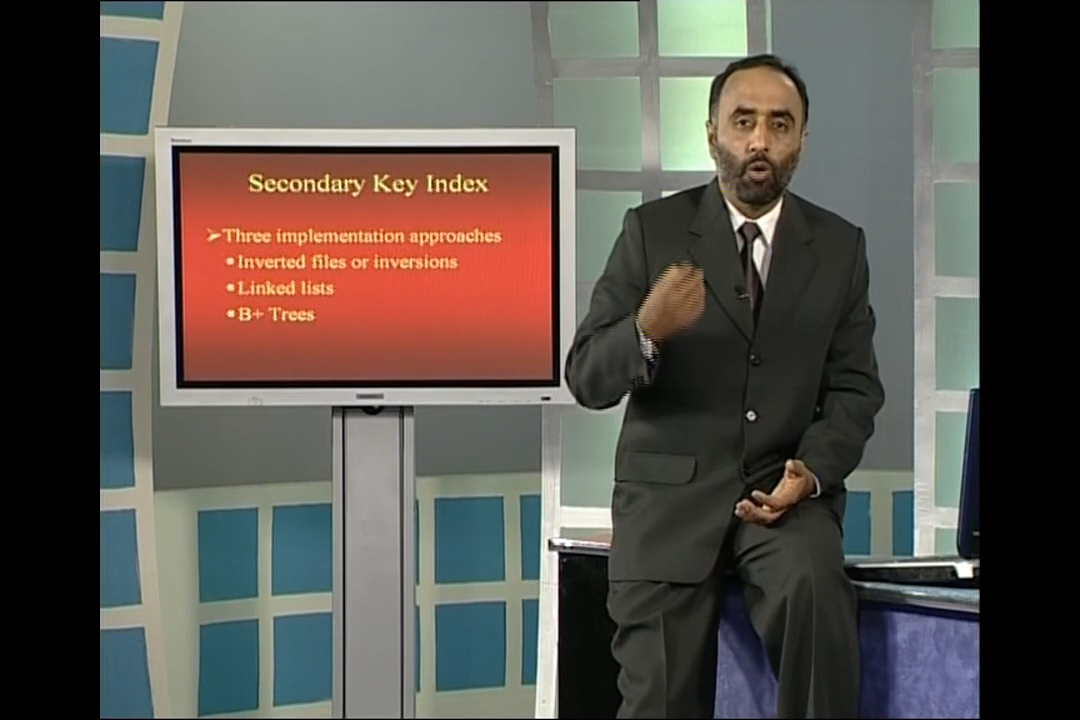 Secondary Key Index
➢Three implementation approaches
•Inverted files or inversions
•Linked lists
•B+ Trees